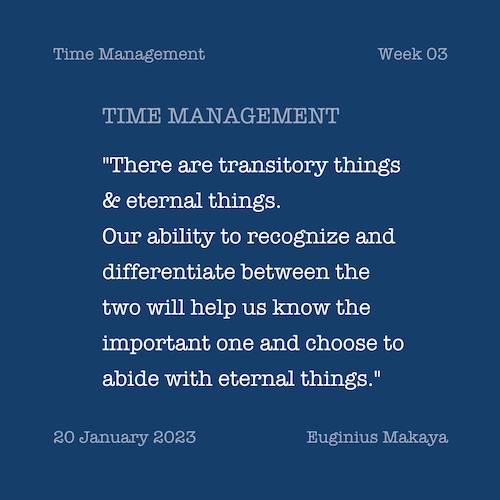 Time Management
Week 03
TIME MANAGEMENT
"There are transitory things
& eternal things.
Our ability to recognize and
differentiate between the
two will help us know the
important one and choose to
abide with eternal things."
20 January 2023
Euginius Makaya